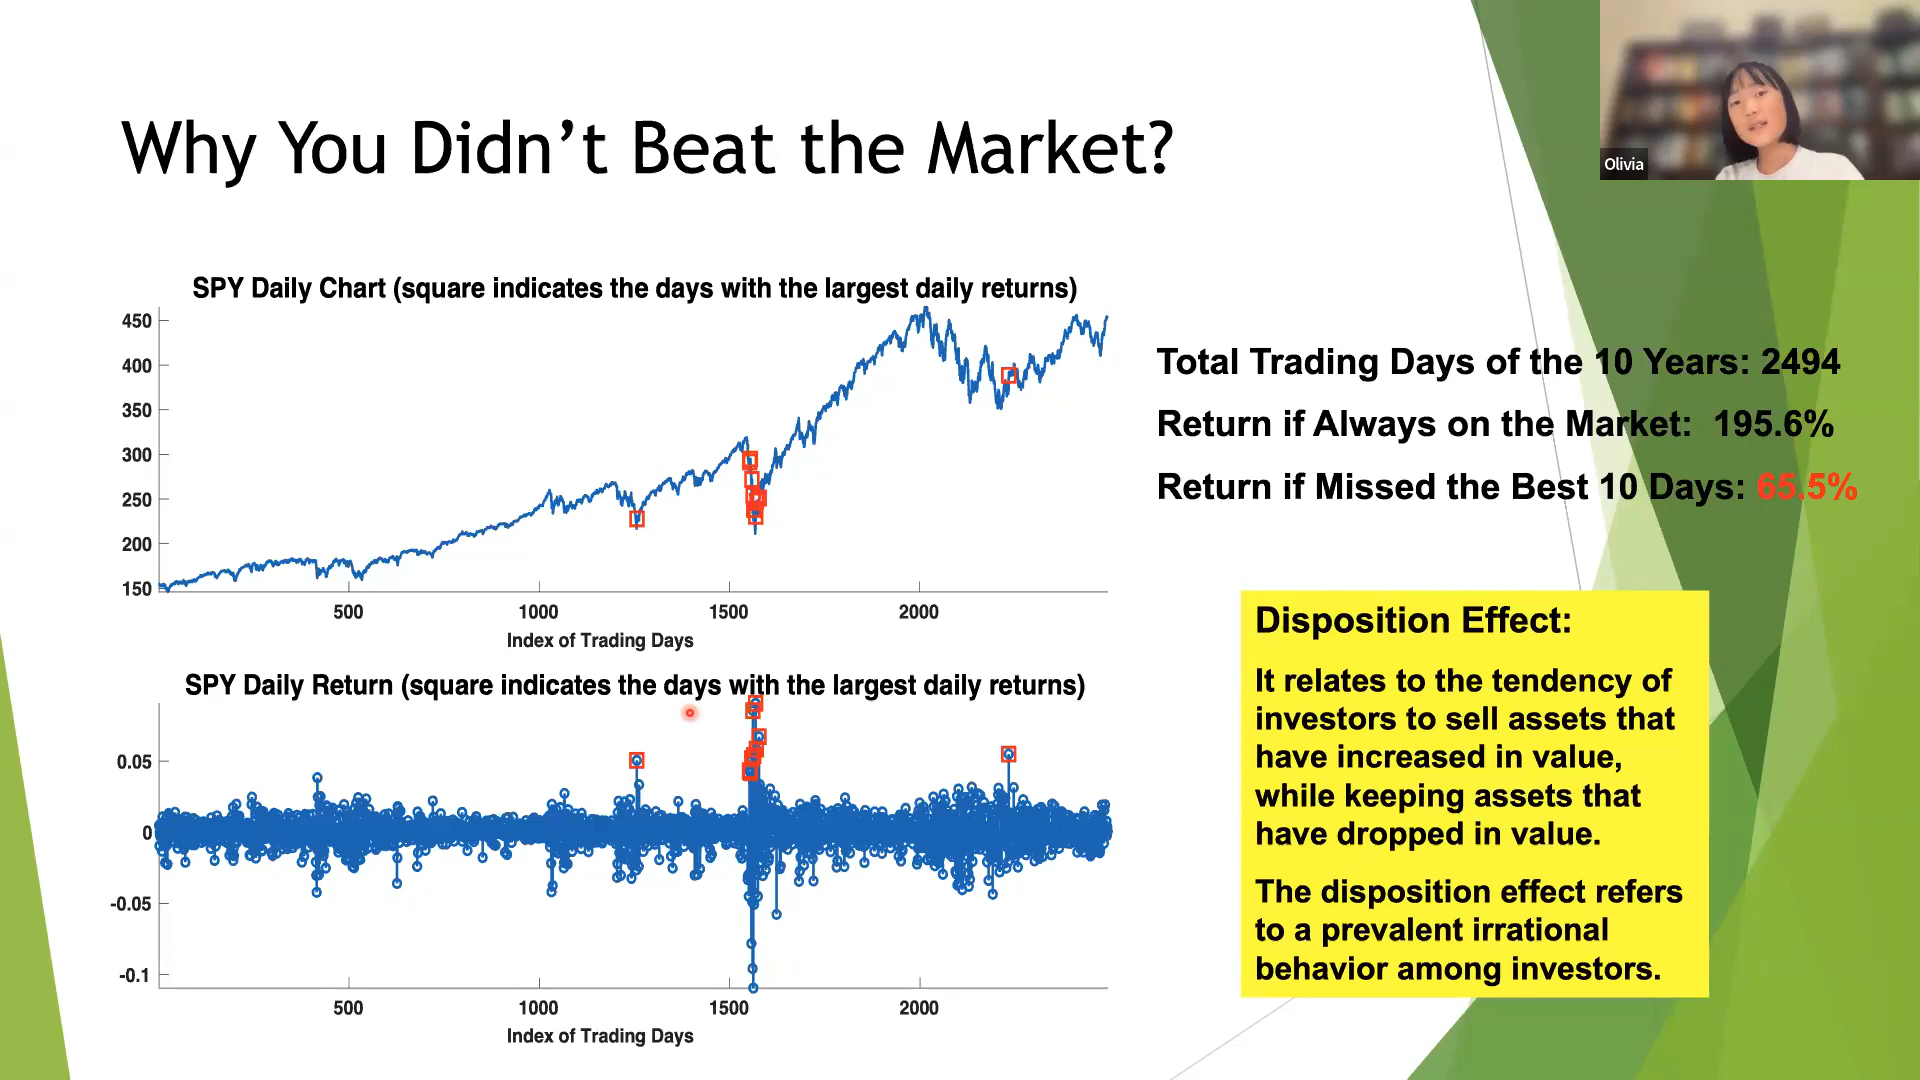 Why You Didn’t Beat the Market?
Olivia
SPY Daily Chart (square indicates the days with the largest daily returns)
450
400
350
300
250
200
150
500 1000 1500 2000
Index of Trading Days
SPY Daily Return (square indicates the days with the largest daily returns)
0.05
0
-0.05
-0.1
500 1000 1500 2000
Index of Trading Days
Total Trading Days of the 10 Years: 2494
Return if Always on the Market: 195.6%
Return if Missed the Best 10 Days: 65.5%
Disposition Effect:
It relates to the tendency of
investors to sell assets that
have increased in value,
while keeping assets that
have dropped in value.
The disposition effect refers
to a prevalent irrational
behavior among investors.